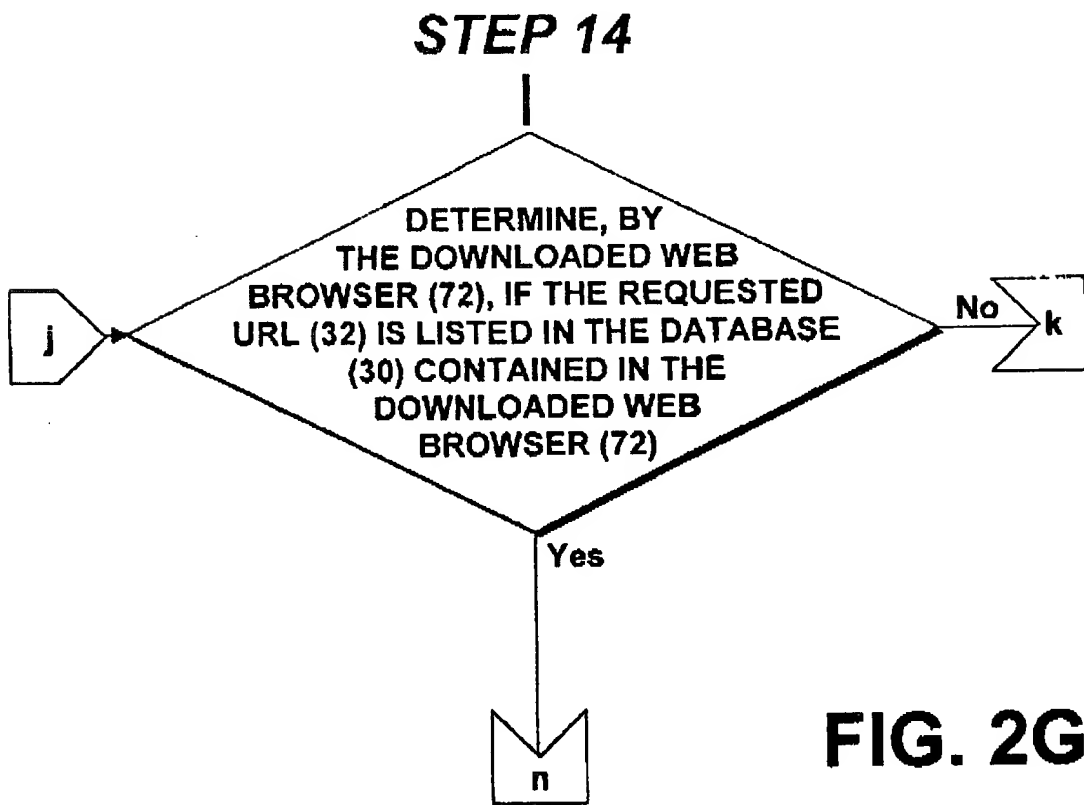 STEP 14
DETERMINE, BY
THE DOWNLOADED WEB
BROWSER (72), IF THE REQUESTED
URL (32) IS LISTED IN THE DATABASE
(30) CONTAINED IN THE
DOWNLOADED WEB
BROWSER (72)
j
No
k
Yes
n
FIG. 2G